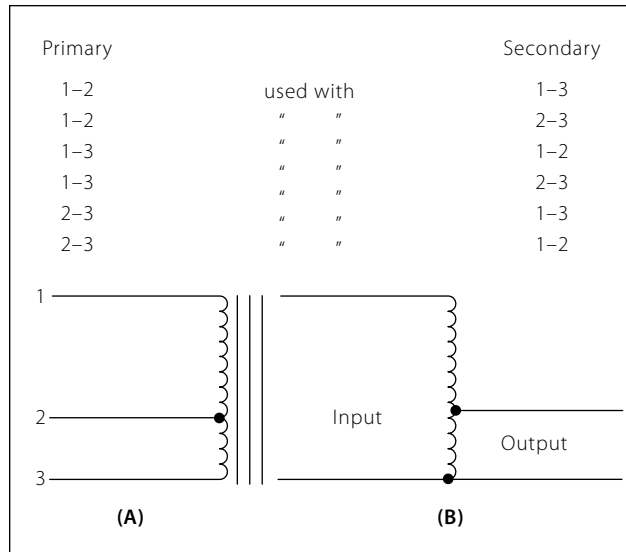 Primary Secondary
1–2 used with 1–3
1–2 “ ” 2–3
1–3 “ ” 1–2
1–3 “ ” 2–3
2–3 “ ” 1–3
2–3 “ ” 1–2
1
2 Input
Output
3
(A) (B)